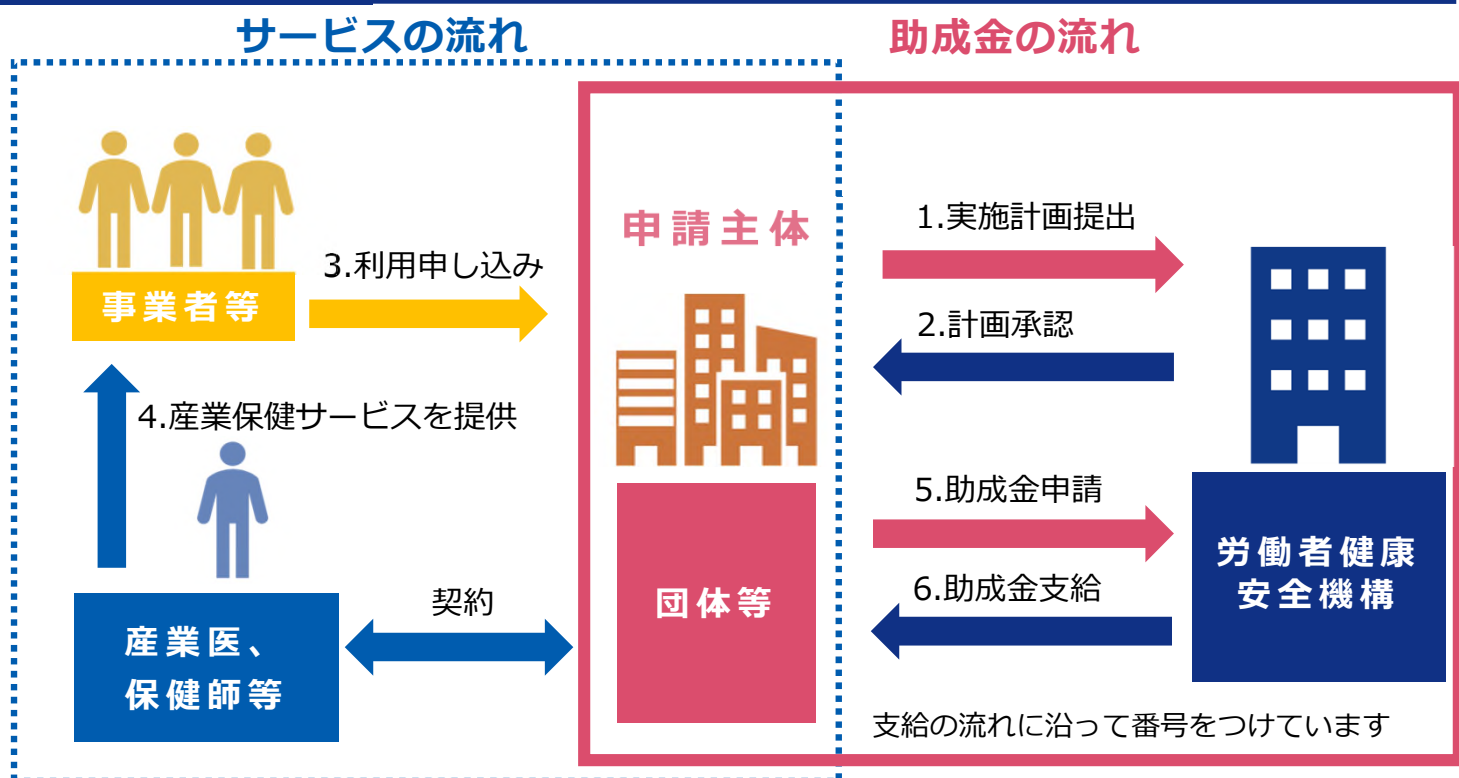 サービスの流れ
助成金の流れ
申請主体
1.実施計画提出
3.利用申し込み
事業者等
2.計画承認
4.産業保健サービスを提供
5.助成金申請
労働者健康
安全機構
団体等
6.助成金支給
契約
産業医、
保健師等
支給の流れに沿って番号をつけています